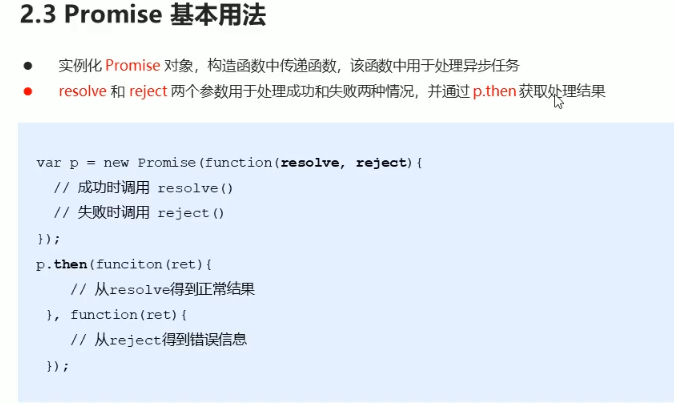 2.3 Promise 基本用法
● 实例化 Promise 对象，构造函数中传递函数，该函数中用于处理异步任务
● resolve 和 reject 两个参数用于处理成功和失败两种情况，并通过 p.then 获取处理结果
var p = new Promise(function(resolve, reject){
// 成功时调用 resolve()
// 失败时调用 reject()
});
p.then(funciton(ret){
// 从resolve得到正常结果
}, function(ret){
// 从reject得到错误信息
});